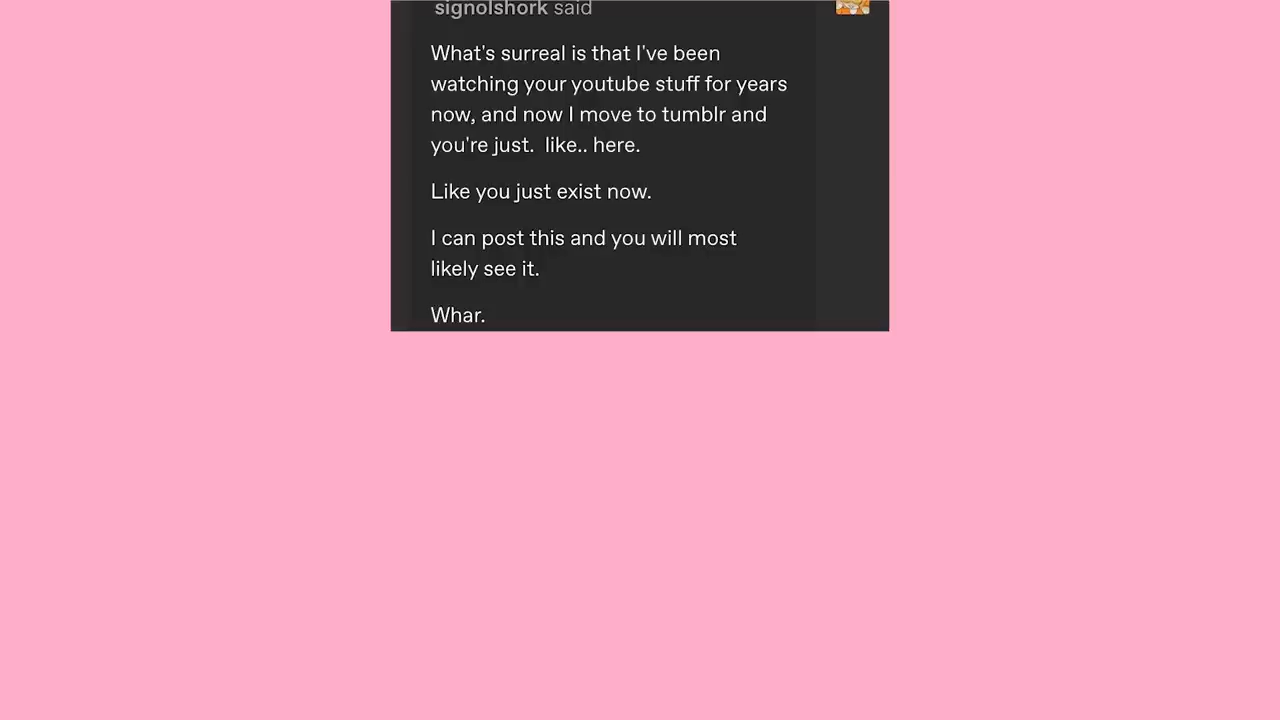 signolshork said
What's surreal is that I've been
watching your youtube stuff for years
now, and now I move to tumblr and
you're just.  like.. here.
Like you just exist now.
I can post this and you will most
likely see it.
Whar.